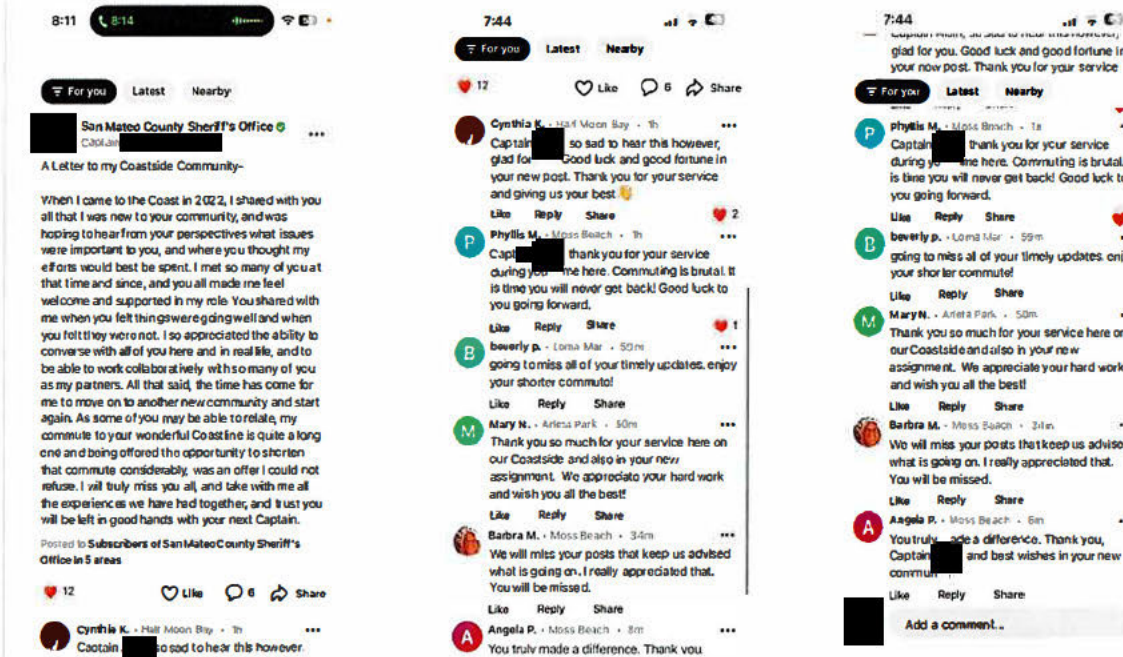 8:11
8:14
For you Latest Nearby
San Mateo County Sheriff's Office
Captain
A Letter to my Coastside Community-
When I came to the Coast in 2022, I shared with you
all that I was new to your community, and was
hoping to hear from your perspectives what issues
were important to you, and where you thought my
efforts would best be spent. I met so many of you at
that time and since, and you all made me feel
welcome and supported in my role. You shared with
me when you felt things were going well and when
you felt they were not. I so appreciated the ability to
converse with all of you here and in real life, and to
be able to work collaboratively with so many of you
as my partners. All that said, the time has come for
me to move on to another new community and start
again. As some of you may be able to relate, my
commute to your wonderful Coastline is quite a long
one and being offered the opportunity to shorten
that commute considerably, was an offer I could not
refuse. I will truly miss you all, and take with me all
the experiences we have had together, and trust you
will be left in good hands with your next Captain.
Posted to Subscribers of San Mateo County Sheriff's
Office in 5 areas
12 Like 6 Share
Cynthia K. • Half Moon Bay • 1h
Captain so sad to hear this however,
7:44
For you Latest Nearby
12 Like 6 Share
Cynthia K. • Half Moon Bay • 1h
Captain so sad to hear this however,
glad for Good luck and good fortune in
your new post. Thank you for your service
and giving us your best 👏
Like Reply Share 2
P
Phyllis M. • Moss Beach • 1h
Capt thank you for your service
during yo me here. Commuting is brutal. It
is time you will never get back! Good luck to
you going forward.
Like Reply Share 1
B
beverly p. • Loma Mar • 59m
going to miss all of your timely updates. enjoy
your shorter commute!
Like Reply Share
M
Mary N. • Arleta Park • 50m
Thank you so much for your service here on
our Coastside and also in your new
assignment. We appreciate your hard work
and wish you all the best!
Like Reply Share
Barbra M. • Moss Beach • 34m
We will miss your posts that keep us advised
what is going on. I really appreciated that.
You will be missed.
Like Reply Share
A
Angela P. • Moss Beach • 8m
You truly made a difference. Thank you
7:44
glad for you. Good luck and good fortune in
your new post. Thank you for your service
For you Latest Nearby
P
Phyllis M. • Moss Beach • 1h
Captain thank you for your service
during yo me here. Commuting is brutal.
is time you will never get back! Good luck to
you going forward.
Like Reply Share
B
beverly p. • Loma Mar • 59m
going to miss all of your timely updates. enj
your shorter commute!
Like Reply Share
M
Mary N. • Arleta Park • 50m
Thank you so much for your service here on
our Coastside and also in your new
assignment. We appreciate your hard work
and wish you all the best!
Like Reply Share
Barbra M. • Moss Beach • 34m
We will miss your posts that keep us advise
what is going on. I really appreciated that.
You will be missed.
Like Reply Share
A
Angela P. • Moss Beach • 8m
You truly ade a difference. Thank you,
Captain and best wishes in your new
commun
Like Reply Share
Add a comment...